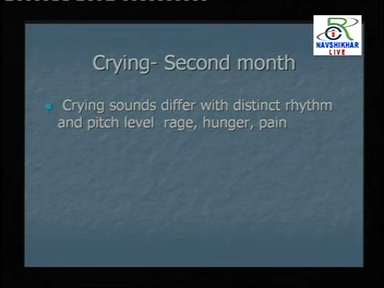 NAVSHIKHAR
LIVE
Crying- Second month
Crying sounds differ with distinct rhythm
and pitch level  rage, hunger, pain